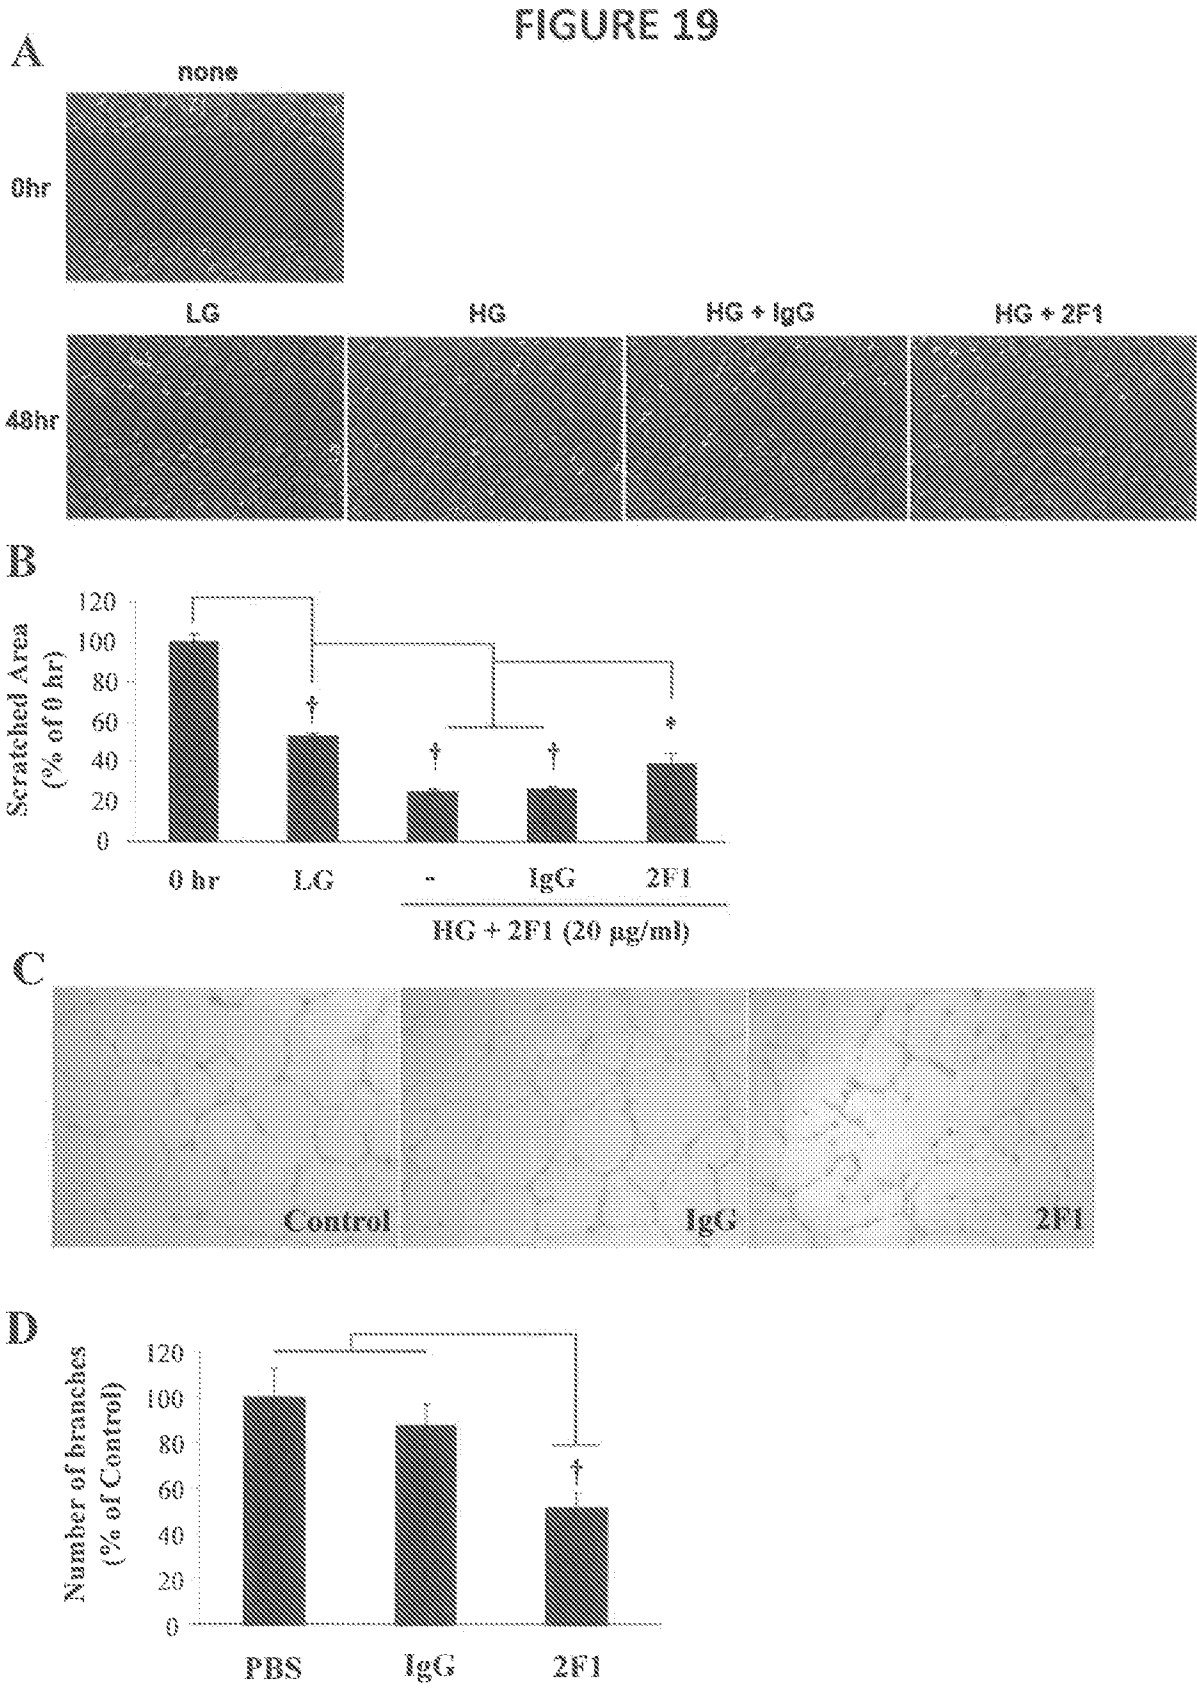 FIGURE 19
A
none
0hr
LG
HG
HG + IgG
HG + 2F1
48hr
B
Scratched Area
(% of 0 hr)
120
100
80
60
40
20
0
†
†
†
*
0 hr
LG
-
IgG
2F1
HG + 2F1 (20 µg/ml)
C
Control
IgG
2F1
D
Number of branches
(% of Control)
120
100
80
60
40
20
0
†
PBS
IgG
2F1